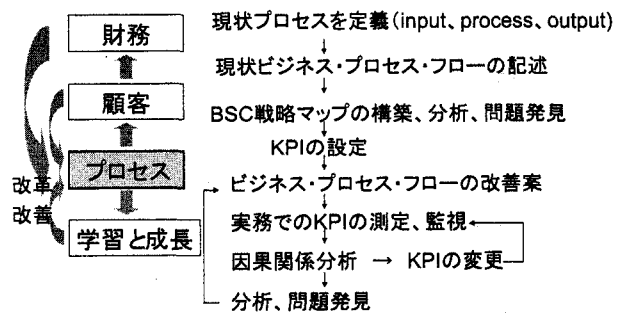 財務
顧客
プロセス
改革
改善
学習と成長
現状プロセスを定義(input、process、output)
現状ビジネス・プロセス・フローの記述
BSC戦略マップの構築、分析、問題発見
KPIの設定
ビジネス・プロセス・フローの改善案
実務でのKPIの測定、監視
因果関係分析 → KPIの変更
分析、問題発見